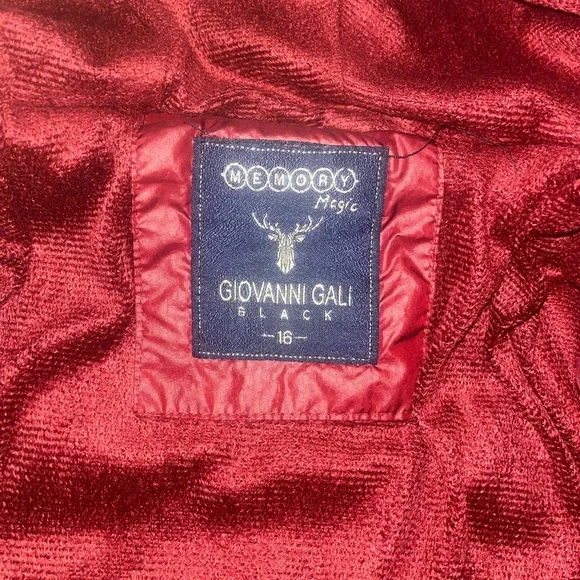 MEMORY
Magic
GIOVANNI GALI
BLACK
-16-